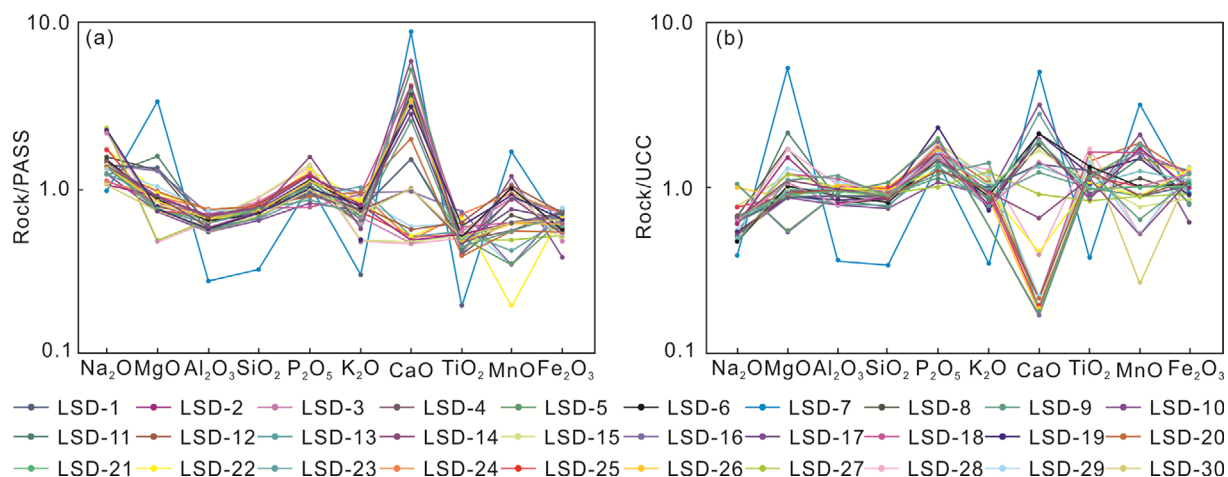 (a)
Rock/PASS
10.0
1.0
0.1
Na₂O MgO Al₂O₃ SiO₂ P₂O₅ K₂O CaO TiO₂ MnO Fe₂O₃
(b)
Rock/UCC
10.0
1.0
0.1
Na₂O MgO Al₂O₃ SiO₂ P₂O₅ K₂O CaO TiO₂ MnO Fe₂O₃
LSD-1 LSD-2 LSD-3 LSD-4 LSD-5 LSD-6 LSD-7 LSD-8 LSD-9 LSD-10
LSD-11 LSD-12 LSD-13 LSD-14 LSD-15 LSD-16 LSD-17 LSD-18 LSD-19 LSD-20
LSD-21 LSD-22 LSD-23 LSD-24 LSD-25 LSD-26 LSD-27 LSD-28 LSD-29 LSD-30